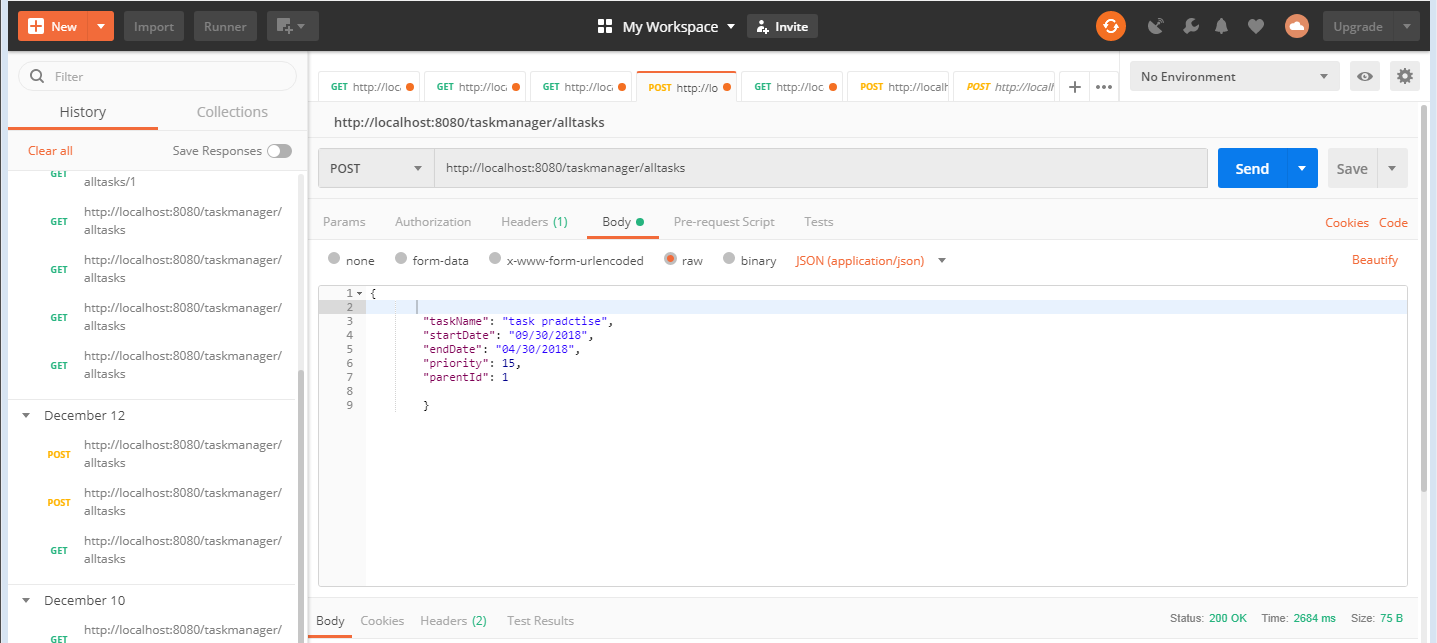 New Import Runner My Workspace Invite Upgrade
Filter
History Collections
Clear all Save Responses
GET alltasks/1
GET http://localhost:8080/taskmanager/
alltasks
GET http://localhost:8080/taskmanager/
alltasks
GET http://localhost:8080/taskmanager/
alltasks
GET http://localhost:8080/taskmanager/
alltasks
December 12
POST http://localhost:8080/taskmanager/
alltasks
POST http://localhost:8080/taskmanager/
alltasks
GET http://localhost:8080/taskmanager/
alltasks
December 10
GET http://localhost:8080/taskmanager/
GET http://loc GET http://loc GET http://loc POST http://lo GET http://loc POST http://localh POST http://localh
No Environment
http://localhost:8080/taskmanager/alltasks
POST http://localhost:8080/taskmanager/alltasks Send Save
Params Authorization Headers (1) Body Pre-request Script Tests Cookies Code
none form-data x-www-form-urlencoded raw binary JSON (application/json) Beautify
1 {
2
3 "taskName": "task pradctise",
4 "startDate": "09/30/2018",
5 "endDate": "04/30/2018",
6 "priority": 15,
7 "parentId": 1
8
9 }
Body Cookies Headers (2) Test Results Status: 200 OK Time: 2684 ms Size: 75 B